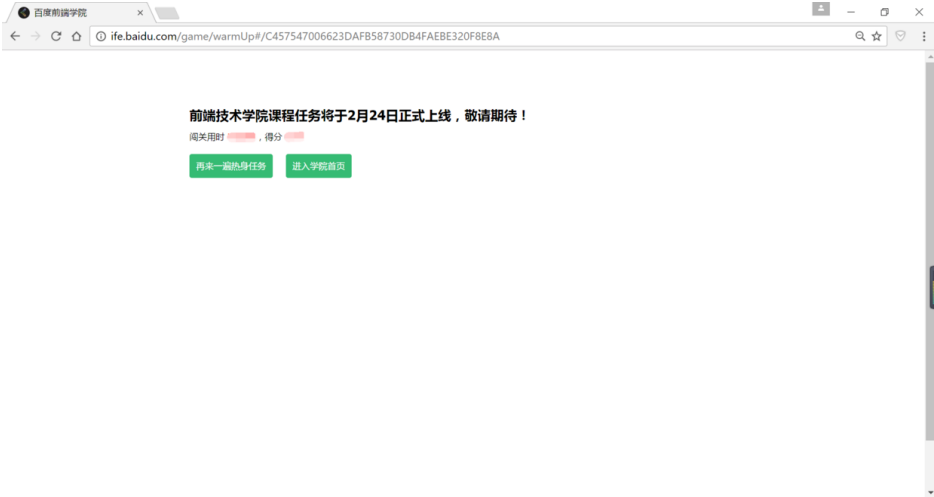 百度前端学院
ife.baidu.com/game/warmUp#/C457547006623DAFB58730DB4FAEBE320F8E8A
前端技术学院课程任务将于2月24日正式上线，敬请期待！
闯关用时 ，得分
再来一遍热身任务 进入学院首页